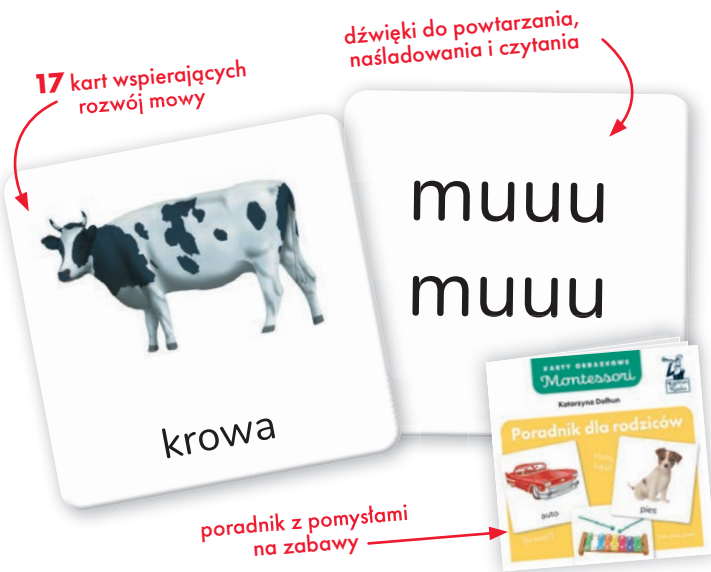 17 kart wspierających
rozwój mowy
dźwięki do powtarzania,
naśladowania i czytania
krowa
muuu
muuu
poradnik z pomysłami
na zabawy
KARTY OBRAZKOWE
Montessori
Katarzyna Dołhun
Poradnik dla rodziców
auto
pies